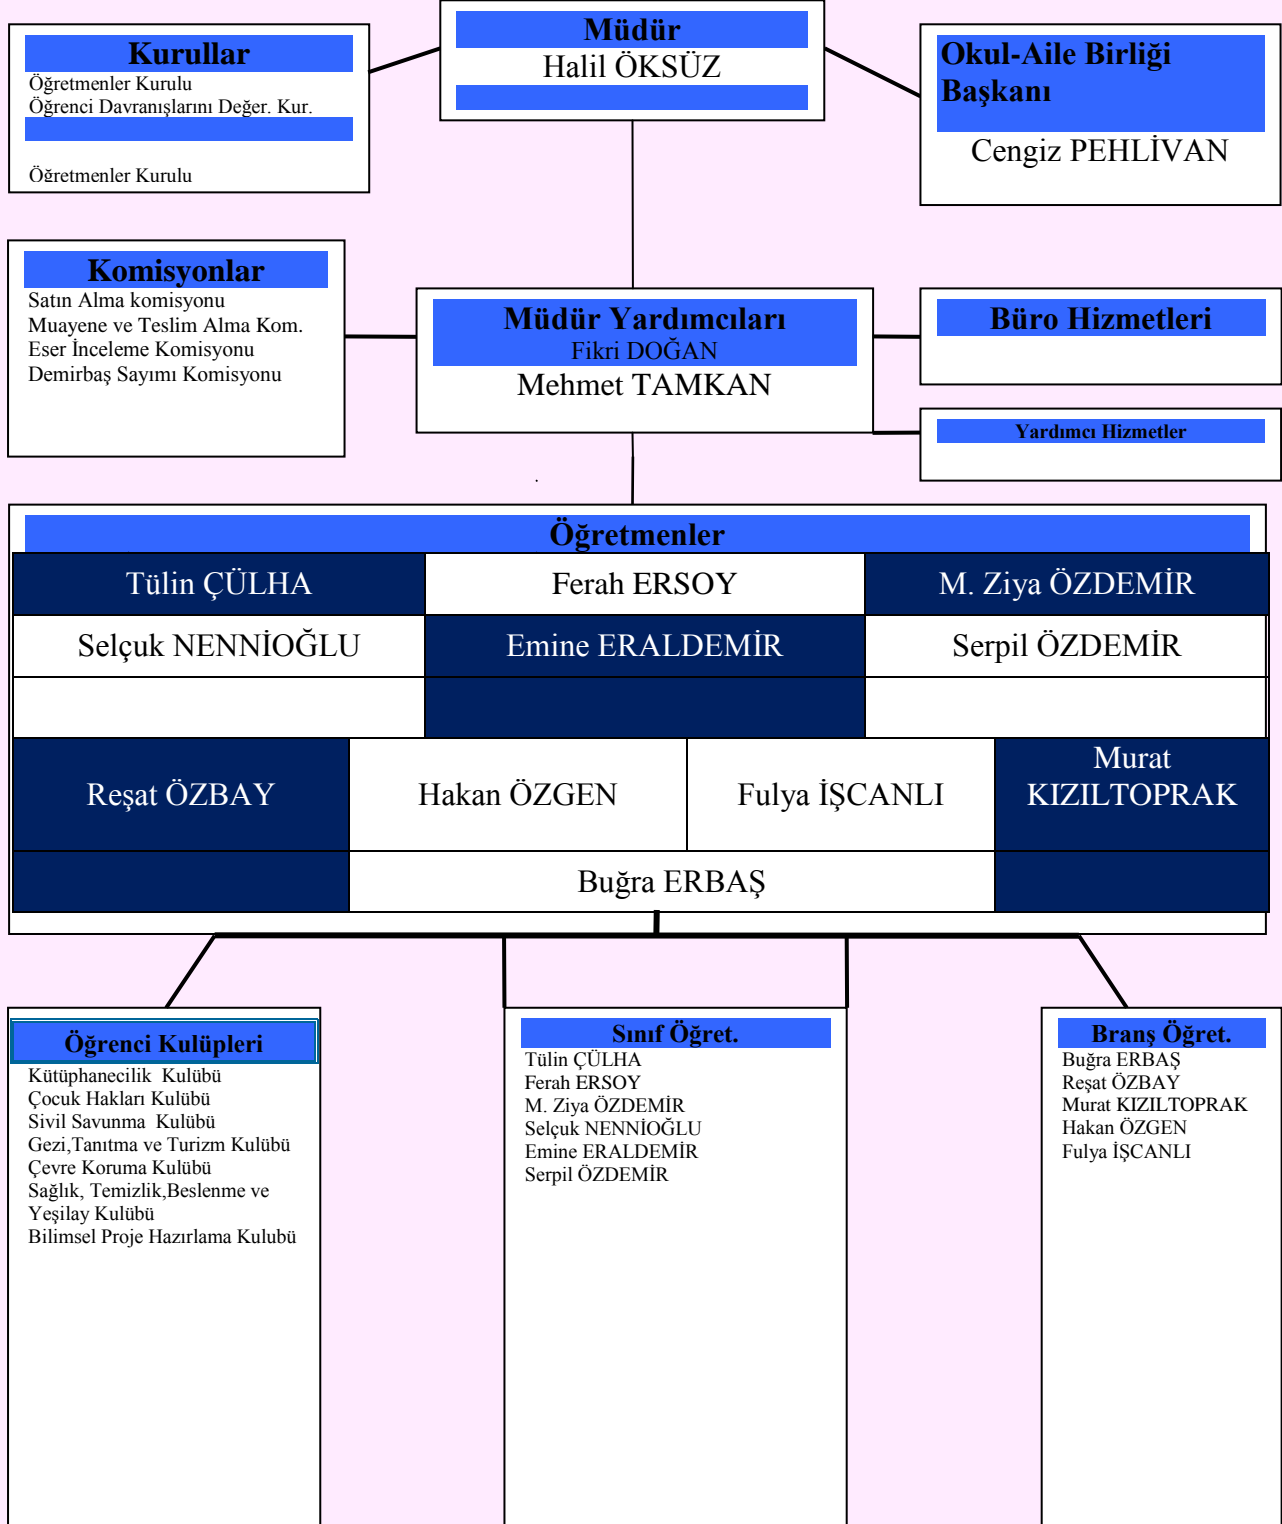 Müdür
Halil ÖKSÜZ
Kurullar
Öğretmenler Kurulu
Öğrenci Davranışlarını Değer. Kur.
Öğretmenler Kurulu
Okul-Aile Birliği
Başkanı
Cengiz PEHLİVAN
Komisyonlar
Satın Alma komisyonu
Muayene ve Teslim Alma Kom.
Eser İnceleme Komisyonu
Demirbaş Sayımı Komisyonu
Müdür Yardımcıları
Fikri DOĞAN
Mehmet TAMKAN
Büro Hizmetleri
Yardımcı Hizmetler
.
Öğretmenler
Tülin ÇÜLHA
Ferah ERSOY
M. Ziya ÖZDEMİR
Selçuk NENNİOĞLU
Emine ERALDEMİR
Serpil ÖZDEMİR
Reşat ÖZBAY
Hakan ÖZGEN
Fulya İŞCANLI
Murat
KIZILTOPRAK
Buğra ERBAŞ
Öğrenci Kulüpleri
Kütüphanecilik  Kulübü
Çocuk Hakları Kulübü
Sivil Savunma  Kulübü
Gezi,Tanıtma ve Turizm Kulübü
Çevre Koruma Kulübü
Sağlık, Temizlik,Beslenme ve
Yeşilay Kulübü
Bilimsel Proje Hazırlama Kulubü
Sınıf Öğret.
Tülin ÇÜLHA
Ferah ERSOY
M. Ziya ÖZDEMİR
Selçuk NENNİOĞLU
Emine ERALDEMİR
Serpil ÖZDEMİR
Branş Öğret.
Buğra ERBAŞ
Reşat ÖZBAY
Murat KIZILTOPRAK
Hakan ÖZGEN
Fulya İŞCANLI